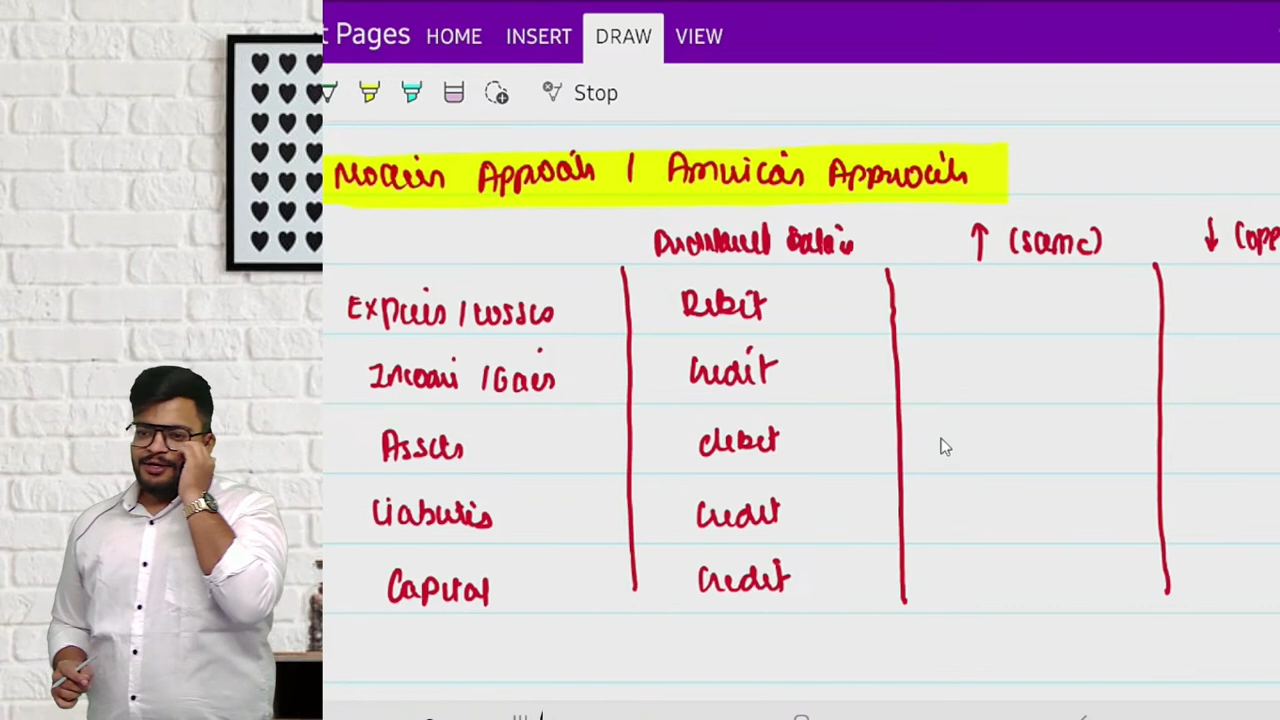 t Pages HOME INSERT DRAW VIEW
Stop
Modern Approach / American Approach
↑ (same) ↓ (opp
Expenses / Losses Debit
Income / Gains Credit
Assets debit
Liabilities Credit
Capital Credit